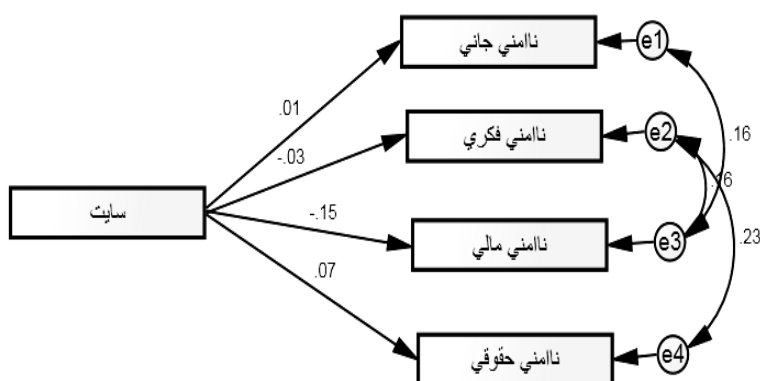 ناامني جاني
e1
.01
.16
ناامني فكري
e2
-.03
سايت
-.15
ناامني مالي
e3
.23
.07
ناامني حقوقي
e4